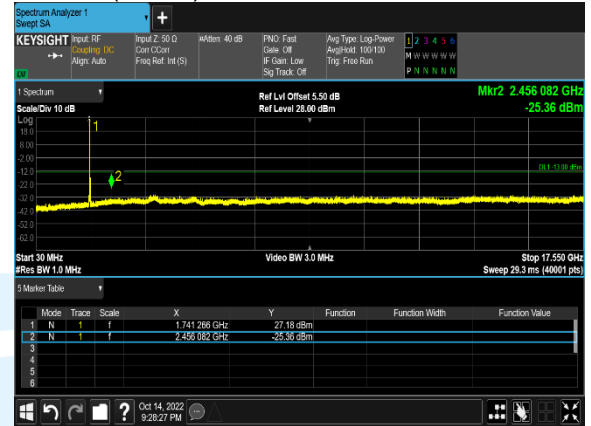 Spectrum Analyzer 1
Swept SA
+
KEYSIGHT
Input: RF
Coupling: DC
Align: Auto
Input Z: 50 Ω
Corr CCorr
Freq Ref: Int (S)
#Atten: 40 dB
PNO: Fast
Gate: Off
IF Gain: Low
Sig Track: Off
Avg Type: Log-Power
Avg|Hold: 100/100
Trig: Free Run
1 2 3 4 5 6
M W W W W W
P N N N N N
LXI
1 Spectrum
Scale/Div 10 dB
Ref Lvl Offset 5.50 dB
Ref Level 28.00 dBm
Mkr2 2.456 082 GHz
-25.36 dBm
Log
18.0
8.00
-2.00
-12.0
-22.0
-32.0
-42.0
-52.0
-62.0
1
2
DL1 -13.00 dBm
Start 30 MHz
#Res BW 1.0 MHz
Video BW 3.0 MHz
Stop 17.550 GHz
Sweep 29.3 ms (40001 pts)
5 Marker Table
Mode Trace Scale X Y Function Function Width Function Value
1 N 1 f 1.741 266 GHz 27.18 dBm
2 N 1 f 2.456 082 GHz -25.36 dBm
3
4
5
6
?
Oct 14, 2022
9:28:27 PM